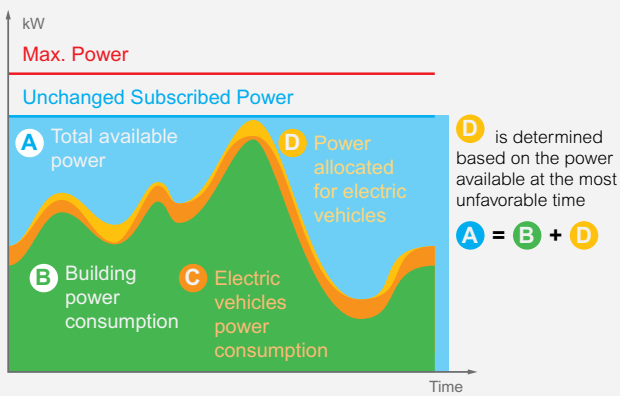 kW
Max. Power
Unchanged Subscribed Power
A Total available
power
D Power
allocated
for electric
vehicles
B Building
power
consumption
C Electric
vehicles
power
consumption
Time
D is determined
based on the power
available at the most
unfavorable time
A = B + D